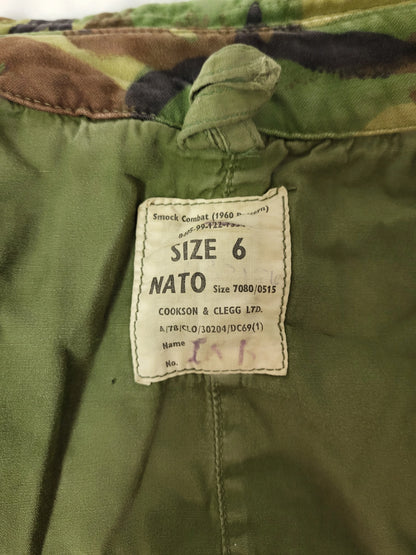 Smock Combat (1960 Pattern)
SIZE 6
NATO Size 7080/0515
COOKSON & CLEGG LTD.
A/78/CLO/30204/DC69(1)
Name
No.